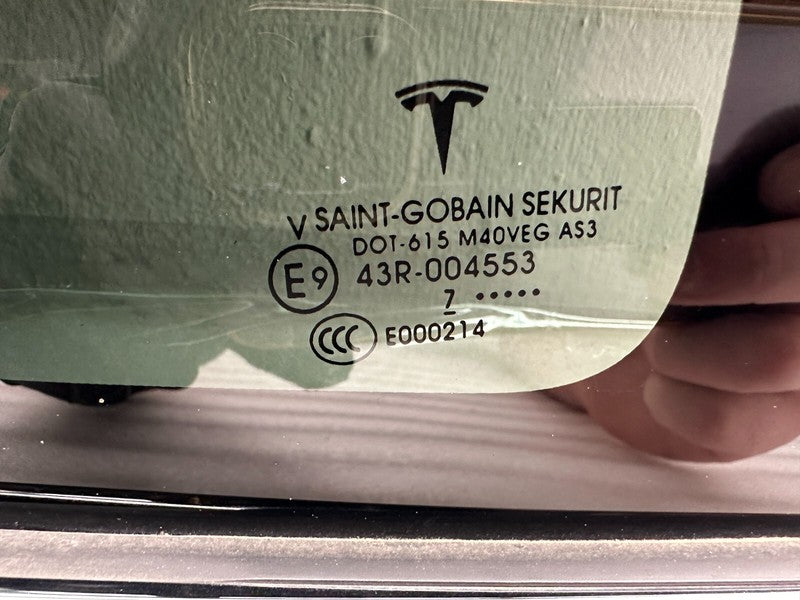 V SAINT-GOBAIN SEKURIT
DOT-615 M40VEG AS3
E9 43R-004553
7 •••••
CCC E000214